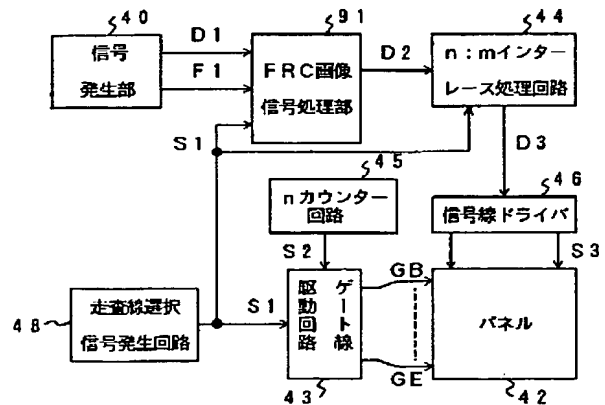 40
信号
発生部
D1
F1
91
FRC画像
信号処理部
D2
44
n:mインター
レース処理回路
S1
D3
45
nカウンター
回路
46
信号線ドライバ
S2
S3
48
走査線選択
信号発生回路
S1
ゲート線
駆動回路
43
GB
GE
パネル
42